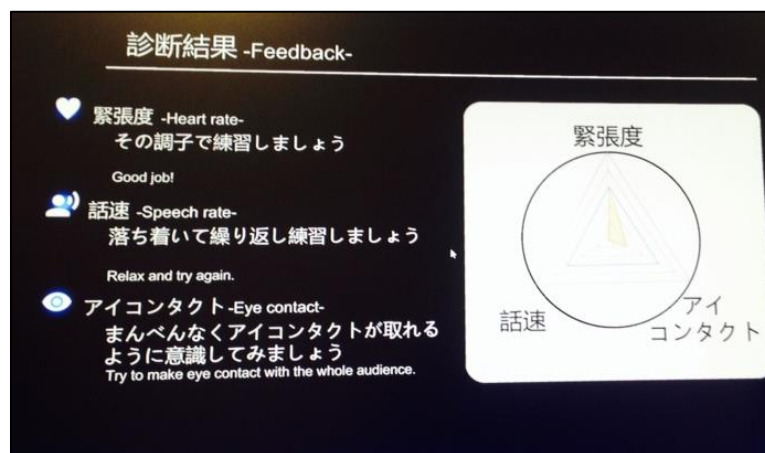 診断結果 -Feedback-
緊張度 -Heart rate-
その調子で練習しましょう
Good job!
話速 -Speech rate-
落ち着いて繰り返し練習しましょう
Relax and try again.
アイコンタクト-Eye contact-
まんべんなくアイコンタクトが取れる
ように意識してみましょう
Try to make eye contact with the whole audience.
緊張度
話速
アイ
コンタクト